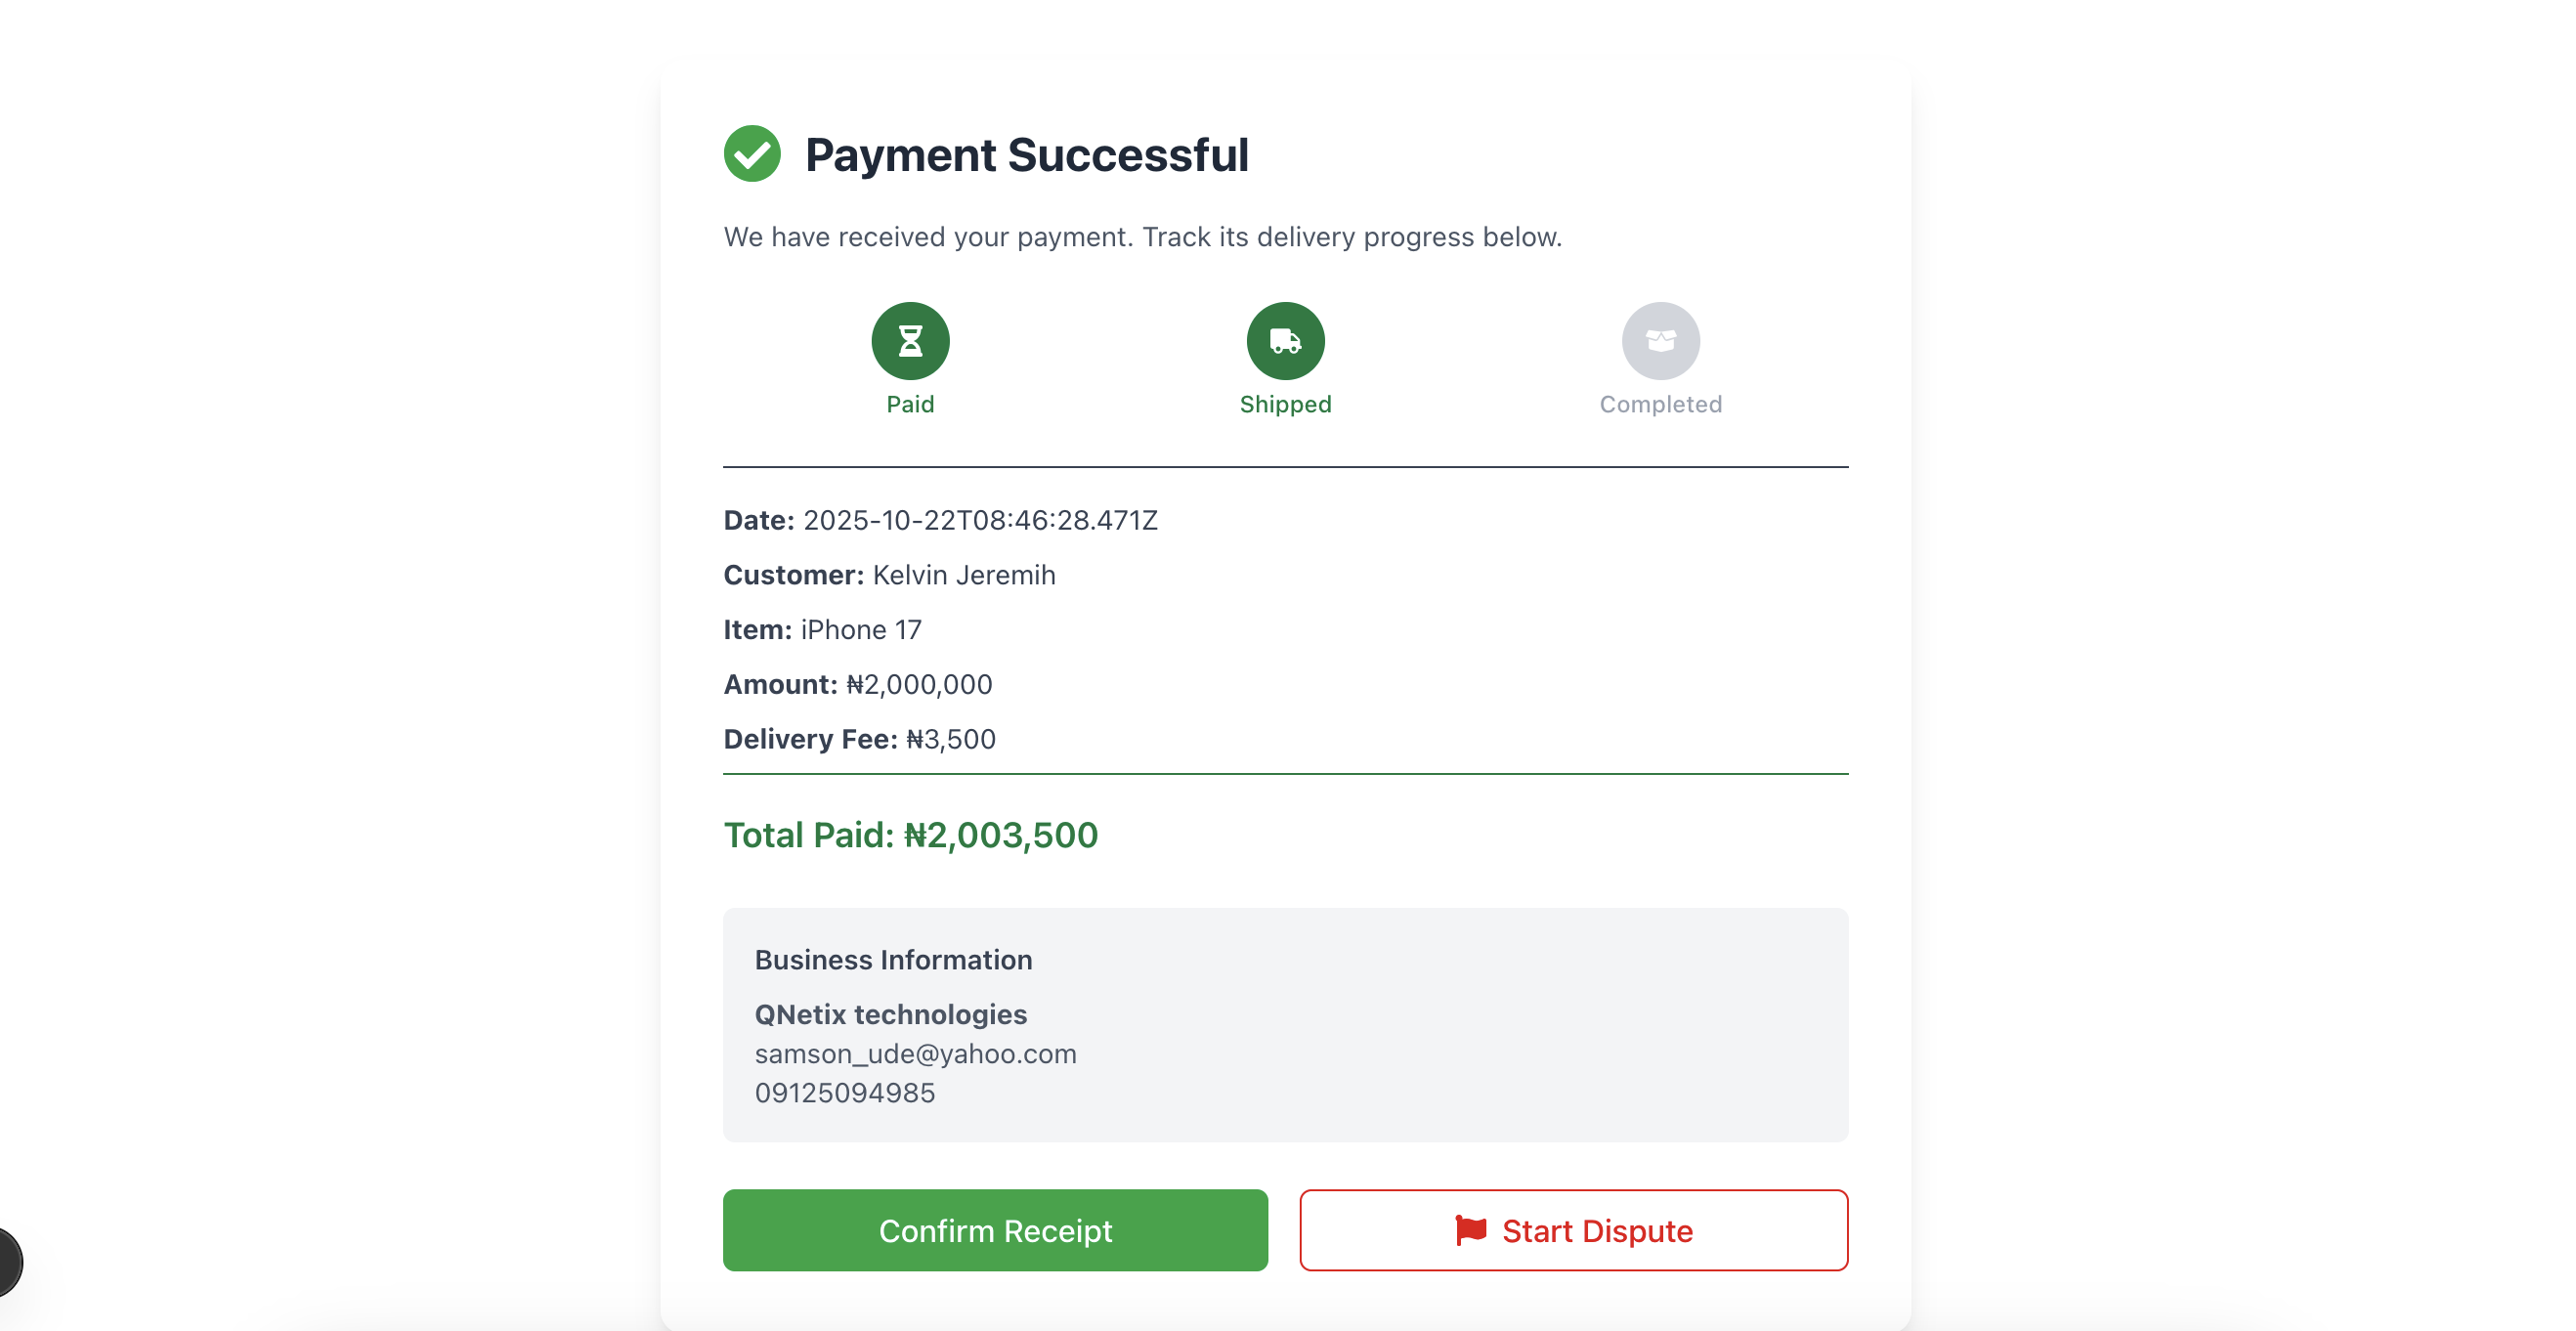 Payment Successful
We have received your payment. Track its delivery progress below.
Paid
Shipped
Completed
Date: 2025-10-22T08:46:28.471Z
Customer: Kelvin Jeremih
Item: iPhone 17
Amount: ₦2,000,000
Delivery Fee: ₦3,500
Total Paid: ₦2,003,500
Business Information
QNetix technologies
samson_ude@yahoo.com
09125094985
Confirm Receipt
Start Dispute